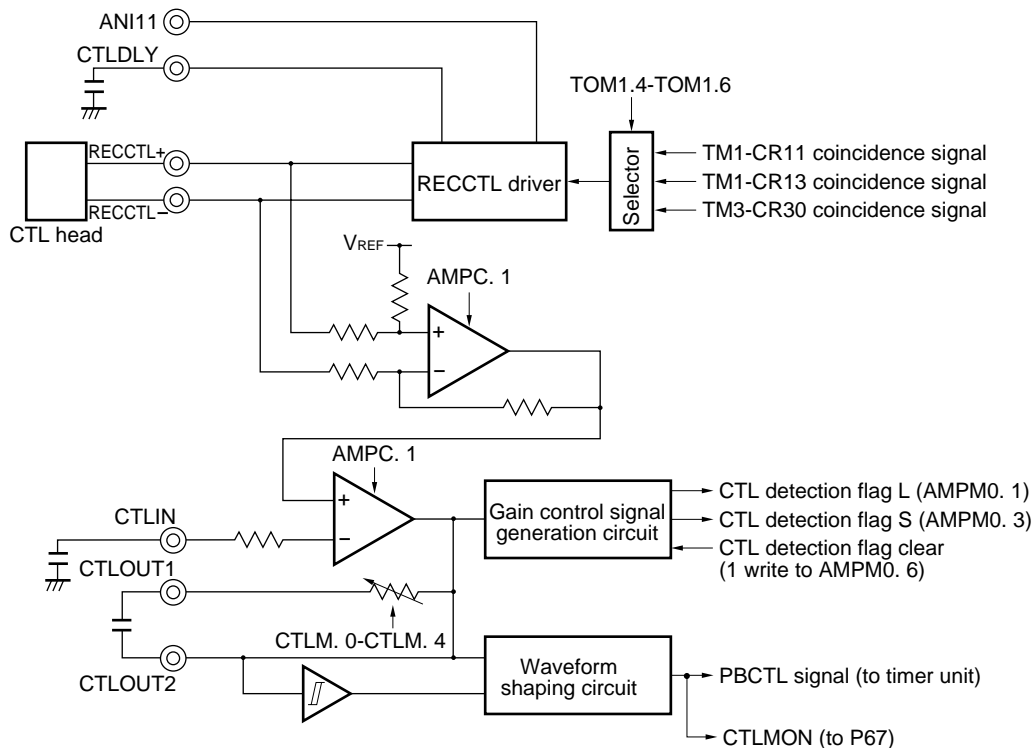 ANI11
CTLDLY
TOM1.4-TOM1.6
RECCTL+
RECCTL−
CTL head
RECCTL driver
Selector
TM1-CR11 coincidence signal
TM1-CR13 coincidence signal
TM3-CR30 coincidence signal
VREF
AMPC. 1
+
−
AMPC. 1
+
−
CTLIN
Gain control signal
generation circuit
CTL detection flag L (AMPM0. 1)
CTL detection flag S (AMPM0. 3)
CTL detection flag clear
(1 write to AMPM0. 6)
CTLOUT1
CTLM. 0-CTLM. 4
CTLOUT2
Waveform
shaping circuit
PBCTL signal (to timer unit)
CTLMON (to P67)